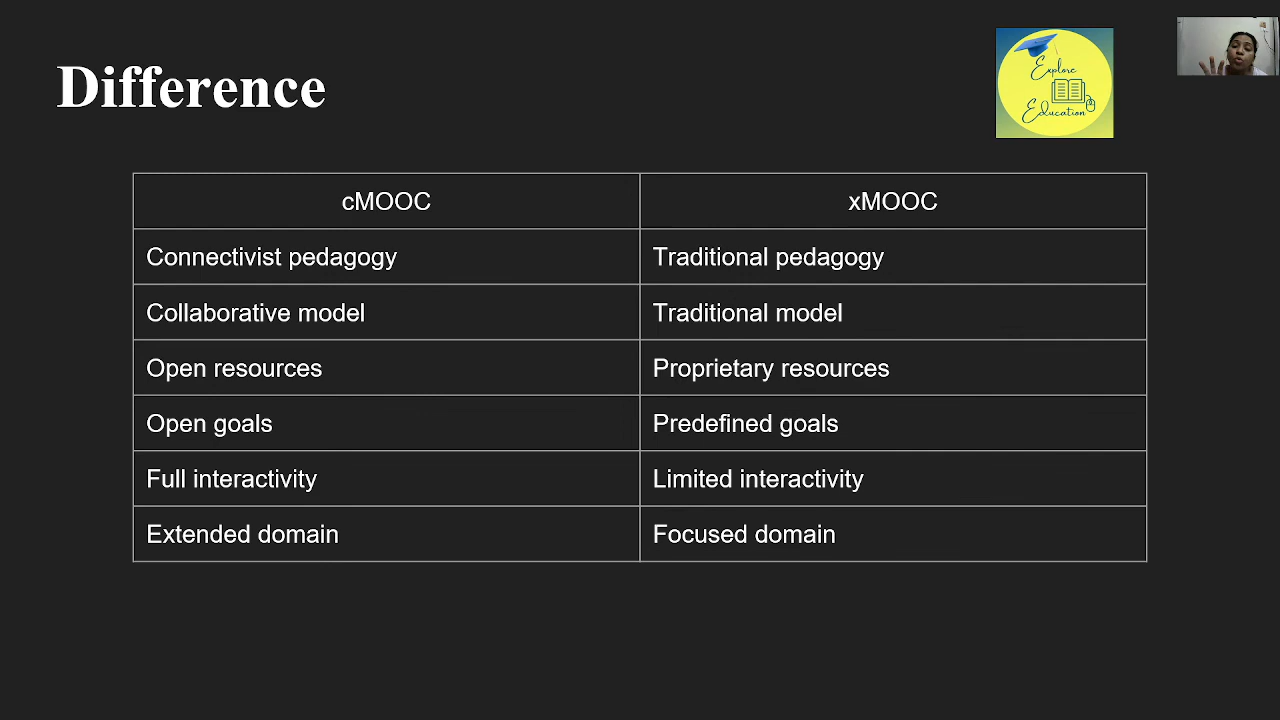 Difference
Explore
Education
cMOOC xMOOC
Connectivist pedagogy Traditional pedagogy
Collaborative model Traditional model
Open resources Proprietary resources
Open goals Predefined goals
Full interactivity Limited interactivity
Extended domain Focused domain